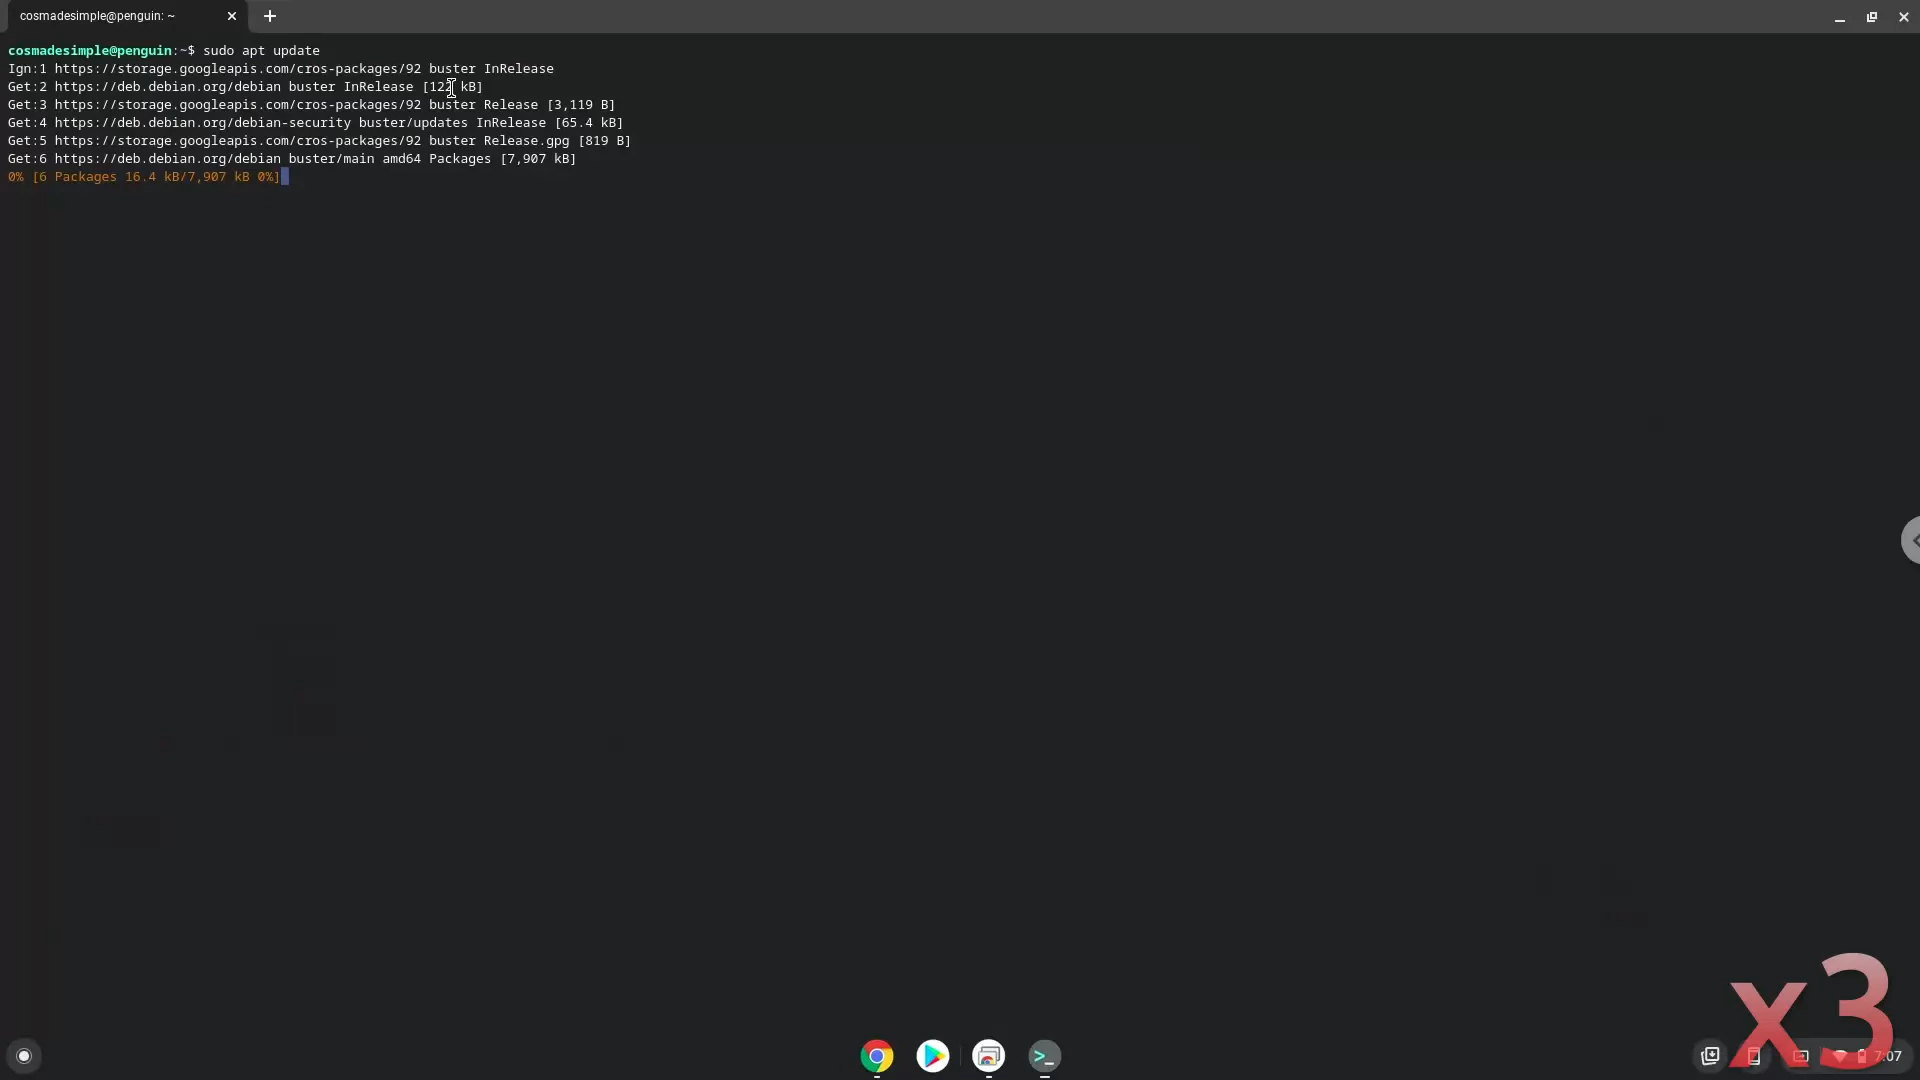 cosmadesimple@penguin: ~
cosmadesimple@penguin:~$ sudo apt update
Ign:1 https://storage.googleapis.com/cros-packages/92 buster InRelease
Get:2 https://deb.debian.org/debian buster InRelease [122 kB]
Get:3 https://storage.googleapis.com/cros-packages/92 buster Release [3,119 B]
Get:4 https://deb.debian.org/debian-security buster/updates InRelease [65.4 kB]
Get:5 https://storage.googleapis.com/cros-packages/92 buster Release.gpg [819 B]
Get:6 https://deb.debian.org/debian buster/main amd64 Packages [7,907 kB]
0% [6 Packages 16.4 kB/7,907 kB 0%]
x3
7:07